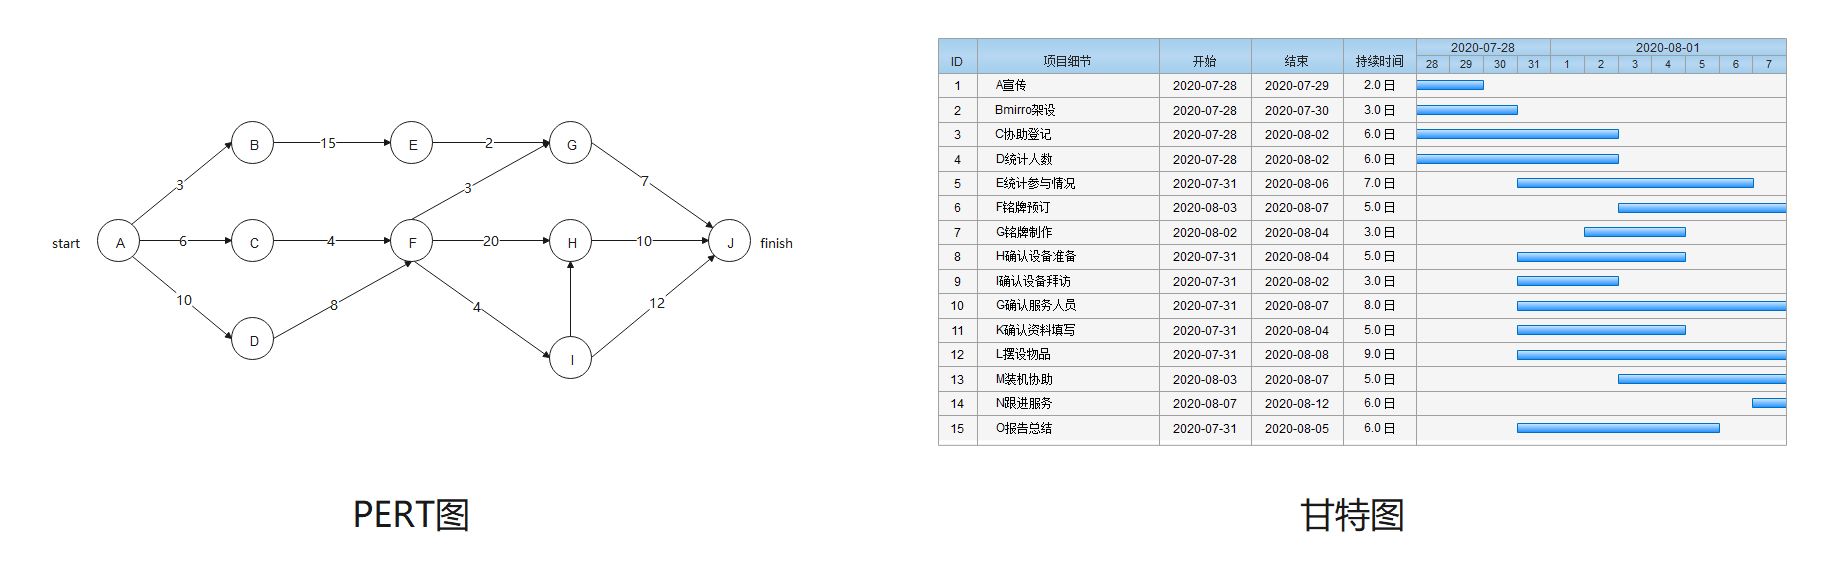 B
15
E
2
G
3
3
7
start
A
6
C
4
F
20
H
10
J
finish
10
8
4
12
D
I
PERT图
ID 项目细节 开始 结束 持续时间 2020-07-28 2020-08-01
28 29 30 31 1 2 3 4 5 6 7
1 A宣传 2020-07-28 2020-07-29 2.0 日
2 Bmirro架设 2020-07-28 2020-07-30 3.0 日
3 C协助登记 2020-07-28 2020-08-02 6.0 日
4 D统计人数 2020-07-28 2020-08-02 6.0 日
5 E统计参与情况 2020-07-31 2020-08-06 7.0 日
6 F铭牌预订 2020-08-03 2020-08-07 5.0 日
7 G铭牌制作 2020-08-02 2020-08-04 3.0 日
8 H确认设备准备 2020-07-31 2020-08-04 5.0 日
9 I确认设备拜访 2020-07-31 2020-08-02 3.0 日
10 G确认服务人员 2020-07-31 2020-08-07 8.0 日
11 K确认资料填写 2020-07-31 2020-08-04 5.0 日
12 L摆设物品 2020-07-31 2020-08-08 9.0 日
13 M装机协助 2020-08-03 2020-08-07 5.0 日
14 N跟进服务 2020-08-07 2020-08-12 6.0 日
15 O报告总结 2020-07-31 2020-08-05 6.0 日
甘特图